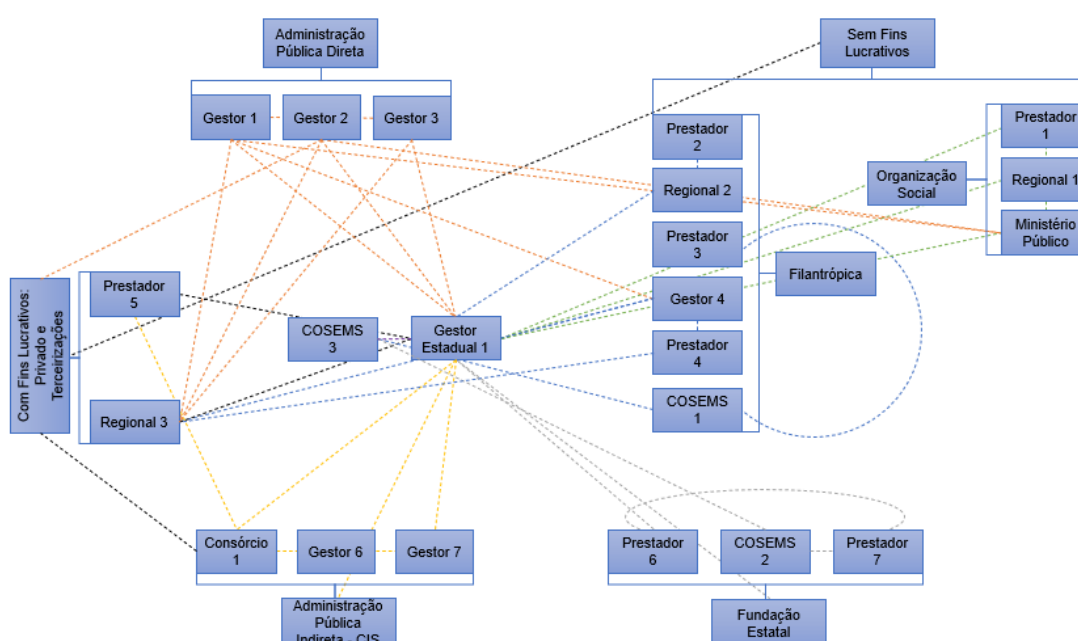 Administração
Pública Direta
Sem Fins
Lucrativos
Gestor 1
Gestor 2
Gestor 3
Prestador
2
Prestador
1
Regional 2
Organização
Social
Regional 1
Prestador
3
Ministério
Público
Filantrópica
Com Fins Lucrativos:
Privado e
Terceirizações
Prestador
5
Gestor 4
COSEMS
3
Gestor
Estadual 1
Prestador
4
Regional 3
COSEMS
1
Consórcio
1
Gestor 6
Gestor 7
Prestador
6
COSEMS
2
Prestador
7
Administração
Pública
Indireta - CIS
Fundação
Estatal